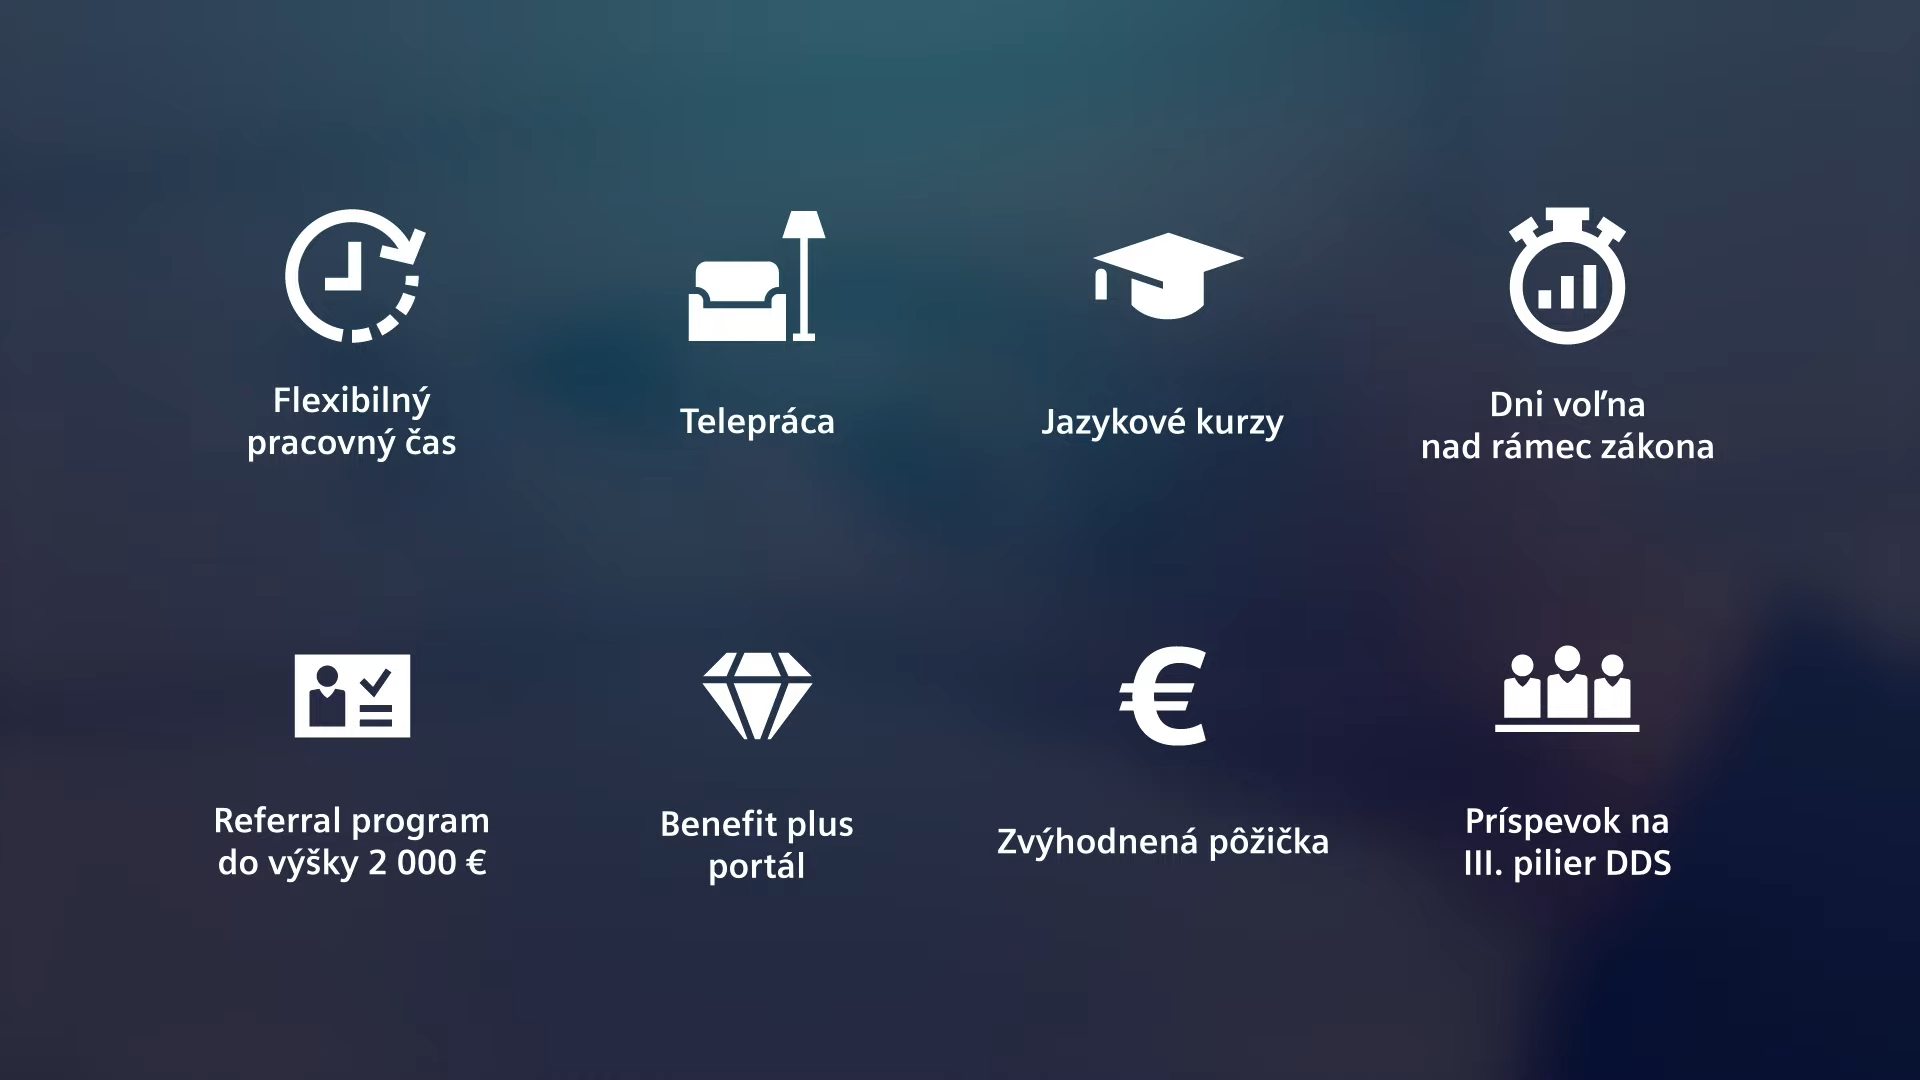 Flexibilný
pracovný čas
Telepráca
Jazykové kurzy
Dni voľna
nad rámec zákona
Referral program
do výšky 2 000 €
Benefit plus
portál
Zvýhodnená pôžička
Príspevok na
III. pilier DDS